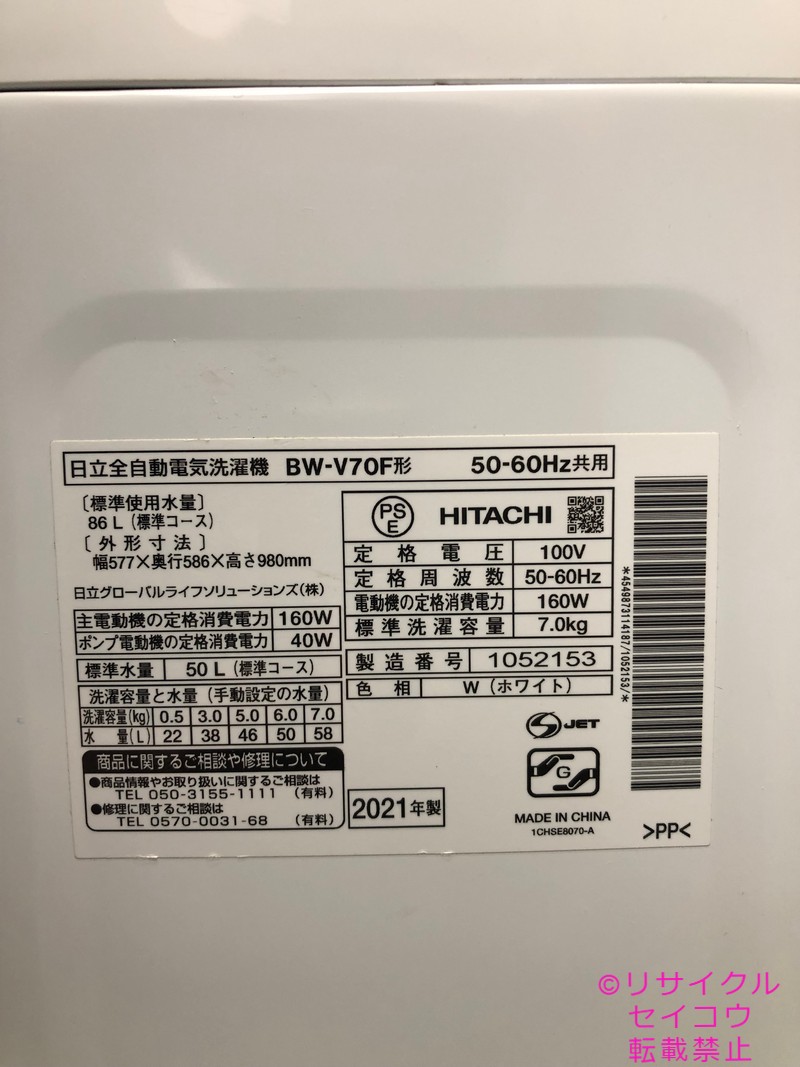 日立全自動電気洗濯機 BW-V70F形 50-60Hz共用
〔標準使用水量〕
86 L（標準コース）
〔外形寸法〕
幅577×奥行586×高さ980mm
日立グローバルライフソリューションズ（株）
主電動機の定格消費電力 160W
ポンプ電動機の定格消費電力 40W
標準水量 50 L（標準コース）
洗濯容量と水量（手動設定の水量）
洗濯容量(kg) 0.5 3.0 5.0 6.0 7.0
水 量(L) 22 38 46 50 58
商品に関するご相談や修理について
●商品情報やお取り扱いに関するご相談は
TEL 050-3155-1111 （有料）
●修理に関するご相談は
TEL 0570-0031-68 （有料）
PS
E
HITACHI
定格電圧 100V
定格周波数 50-60Hz
電動機の定格消費電力 160W
標準洗濯容量 7.0kg
製造番号 1052153
色相 W（ホワイト）
S JET
G
2021年製
MADE IN CHINA
1CHSE8070-A
*4549873114187/1052153/*
>PP<
©リサイクル
セイコウ
転載禁止